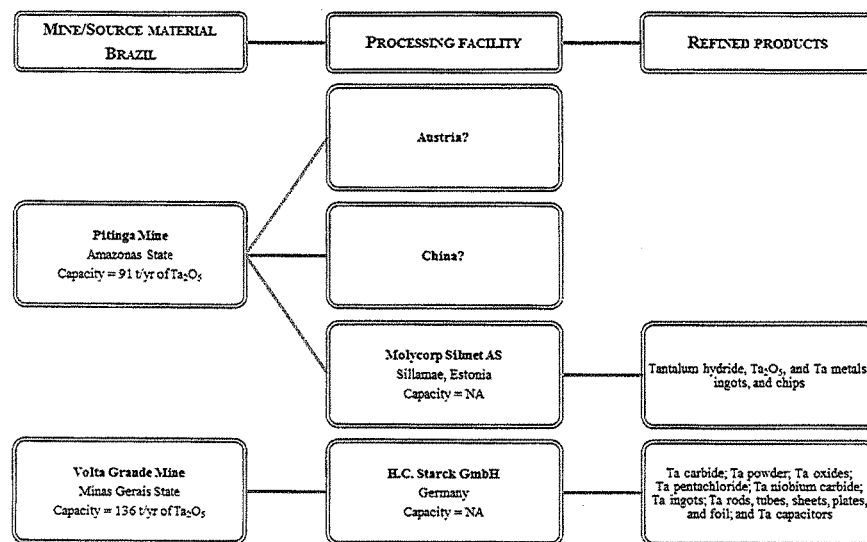 MINE/SOURCE MATERIAL
BRAZIL
PROCESSING FACILITY
REFINED PRODUCTS
Austria?
Pitinga Mine
Amazonas State
Capacity = 91 t/yr of Ta₂O₅
China?
Molycorp Silmet AS
Sillamae, Estonia
Capacity = NA
Tantalum hydride, Ta₂O₅, and Ta metals,
ingots, and chips
Volta Grande Mine
Minas Gerais State
Capacity = 136 t/yr of Ta₂O₅
H.C. Starck GmbH
Germany
Capacity = NA
Ta carbide; Ta powder; Ta oxides;
Ta pentachloride; Ta niobium carbide;
Ta ingots; Ta rods, tubes, sheets, plates,
and foil; and Ta capacitors